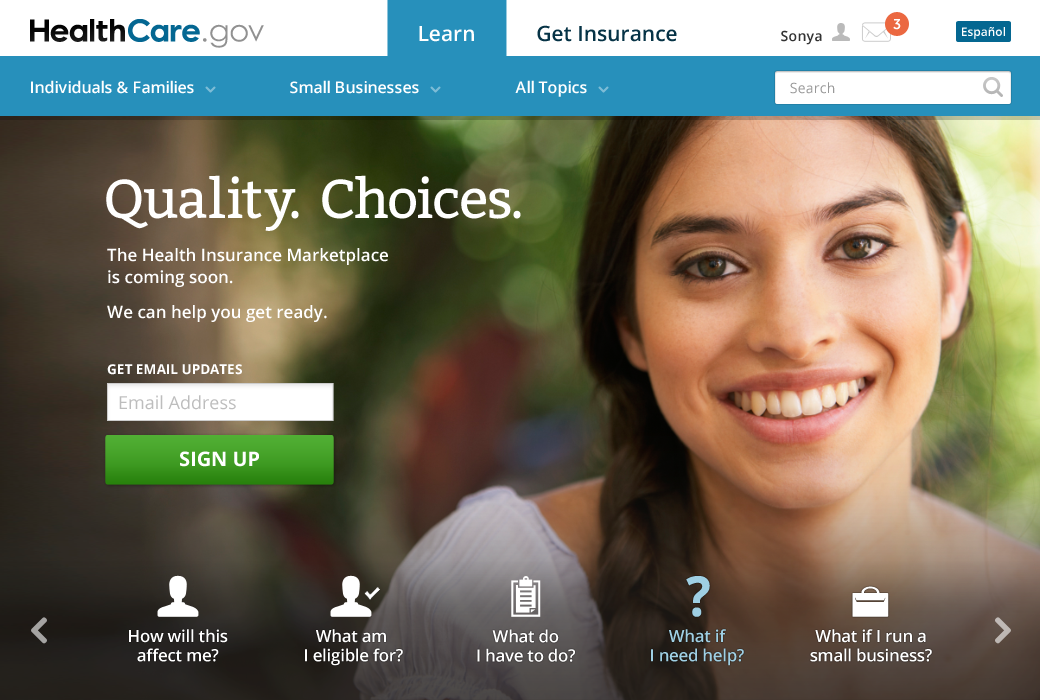 HealthCare.gov
Learn
Get Insurance
Sonya
3
Español
Individuals & Families
Small Businesses
All Topics
Search
Quality. Choices.
The Health Insurance Marketplace
is coming soon.
We can help you get ready.
GET EMAIL UPDATES
Email Address
SIGN UP
How will this
affect me?
What am
I eligible for?
What do
I have to do?
?
What if
I need help?
What if I run a
small business?